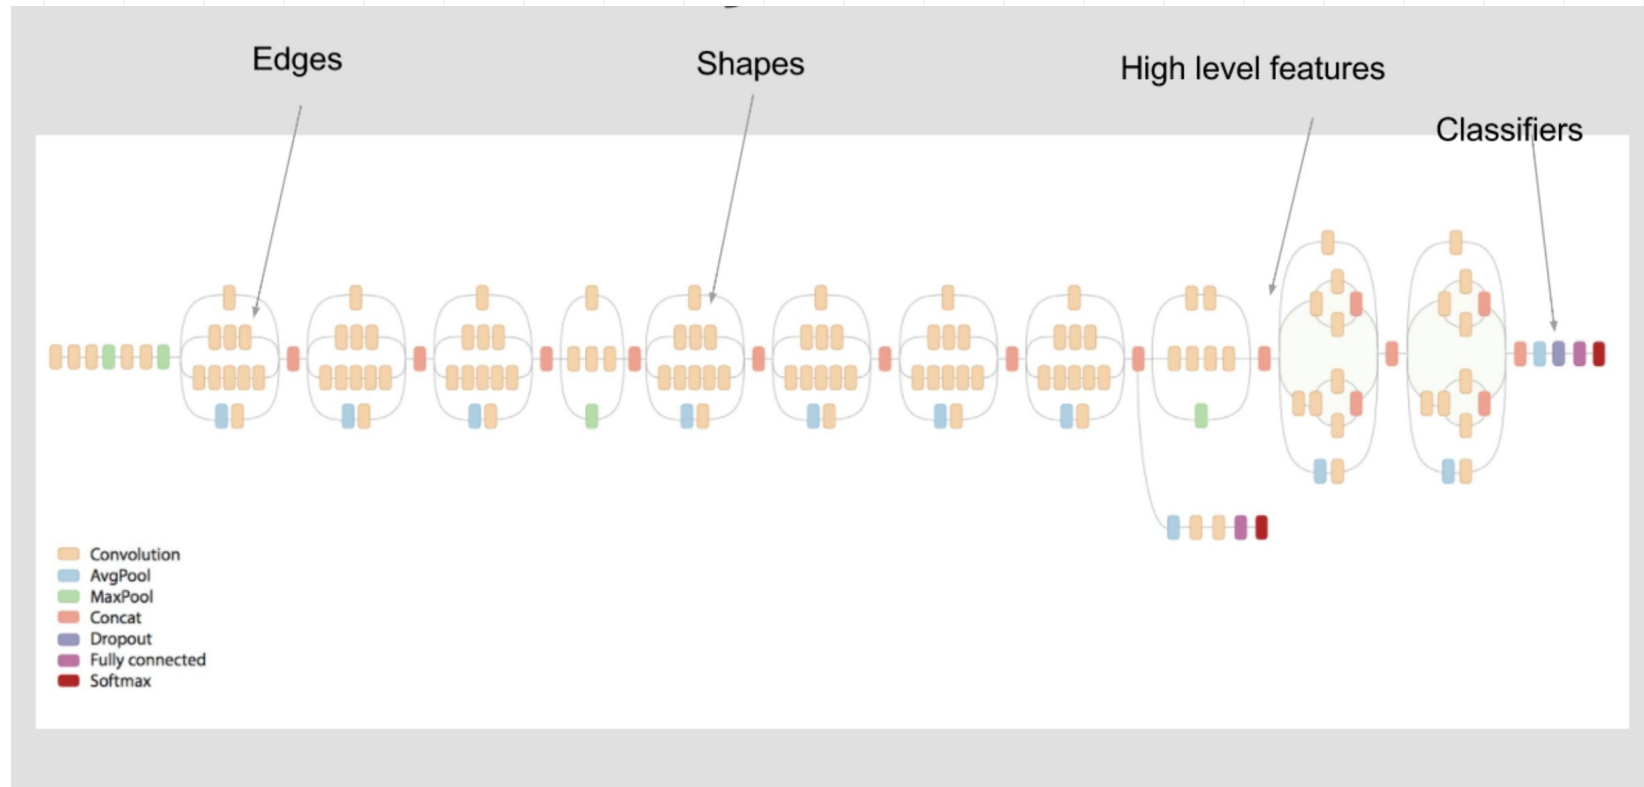 Edges
Shapes
High level features
Classifiers
Convolution
AvgPool
MaxPool
Concat
Dropout
Fully connected
Softmax